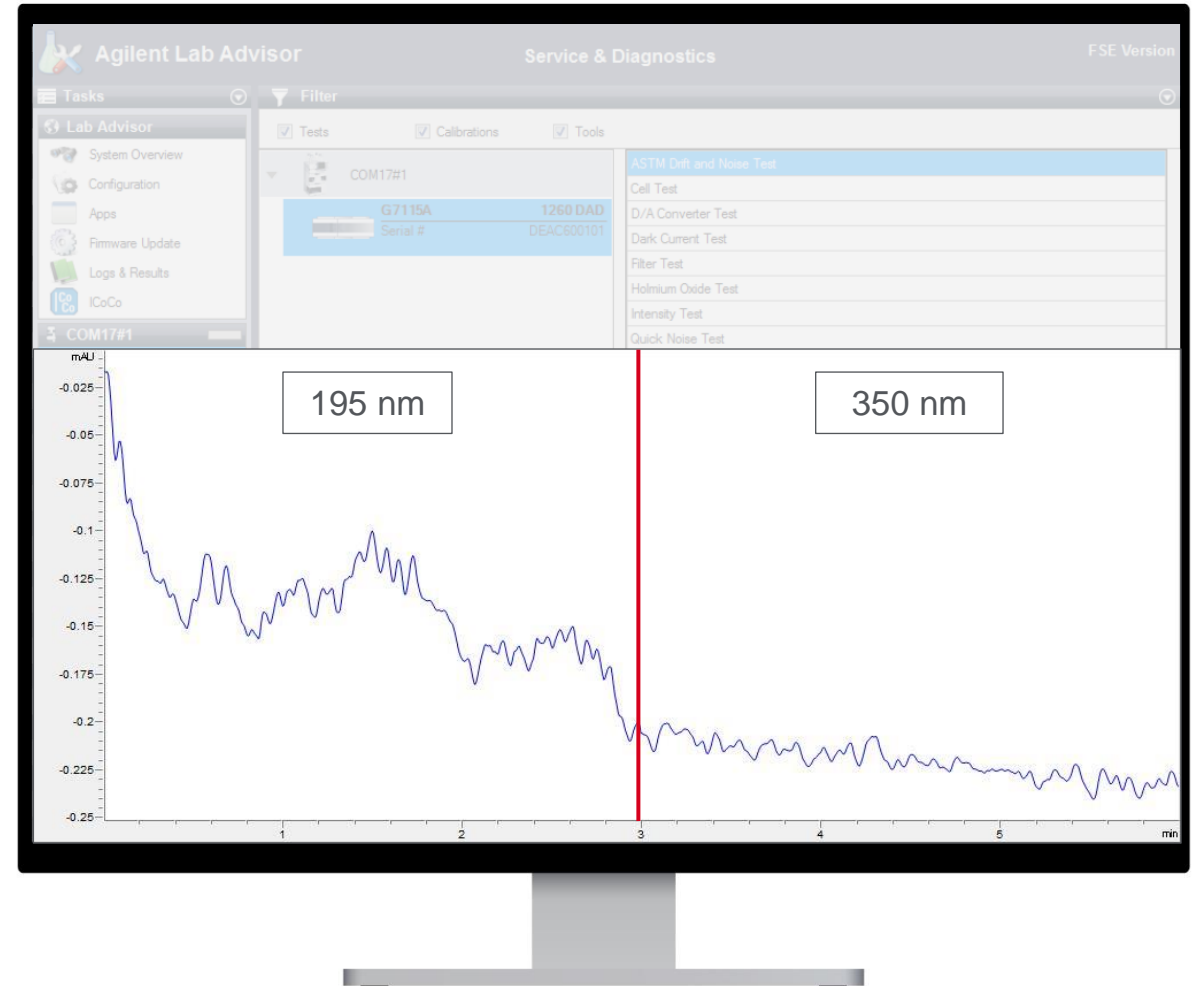 Agilent Lab Advisor
Service & Diagnostics
FSE Version
Tasks
Filter
Lab Advisor
Tests
Calibrations
Tools
System Overview
Configuration
Apps
Firmware Update
Logs & Results
ICoCo
COM17#1
COM17#1
G7115A
1260 DAD
Serial #
DEAC600101
ASTM Drift and Noise Test
Cell Test
D/A Converter Test
Dark Current Test
Filter Test
Holmium Oxide Test
Intensity Test
Quick Noise Test
mAU
195 nm
350 nm
-0.025
-0.05
-0.075
-0.1
-0.125
-0.15
-0.175
-0.2
-0.225
-0.25
1
2
3
4
5
min